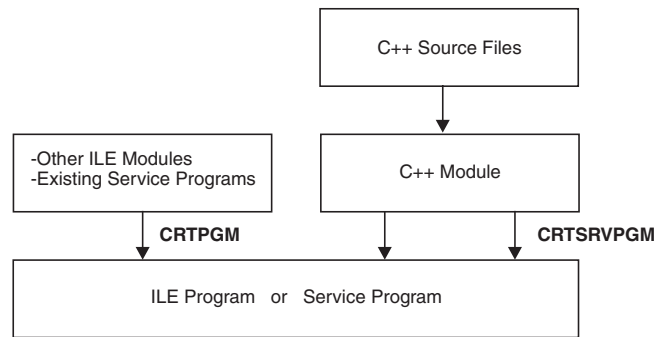 C++ Source Files
-Other ILE Modules
-Existing Service Programs
C++ Module
CRTPGM
CRTSRVPGM
ILE Program or Service Program